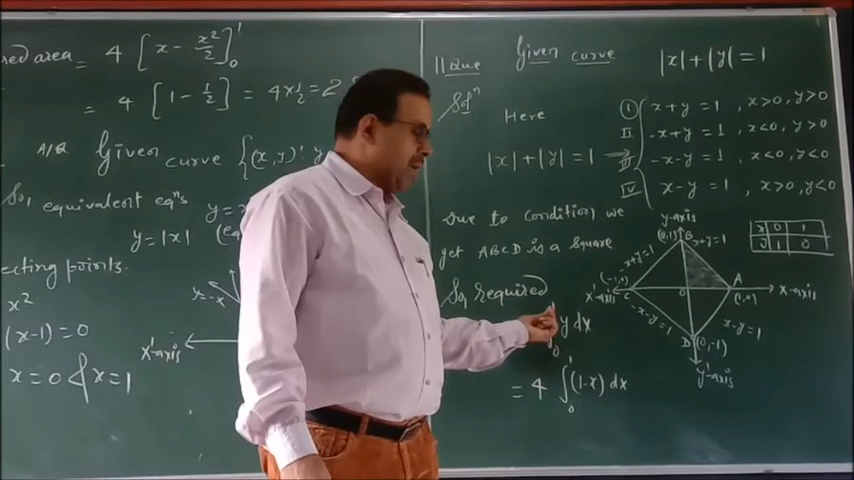 red area = 4 [x - x²/2]₀¹
= 4 [1 - 1/2] = 4x1/2 = 2
A/Q Given curve {(x,y):y
So, equivalent eqⁿs y =
y = |x|
ecting points
x²
(x-1) = 0
x = 0 & x = 1
y = -x
x'-axis
11 Que Given curve |x| + |y| = 1
Solⁿ
Here |x| + |y| = 1 →
I x + y = 1 , x>0, y>0
II -x + y = 1 , x<0, y>0
III -x - y = 1 , x<0, y<0
IV x - y = 1 , x>0, y<0
Due to condition we
get ABCD is a Square
So, required
y dx
= 4 ∫₀¹ (1-x) dx
y-axis
(0,1) B
-x+y=1
x+y=1
(-1,0)
x'-axis C
O
A
(1,0)
x-axis
-x-y=1
x-y=1
D (0,-1)
y'-axis
x 0 1
y 1 0